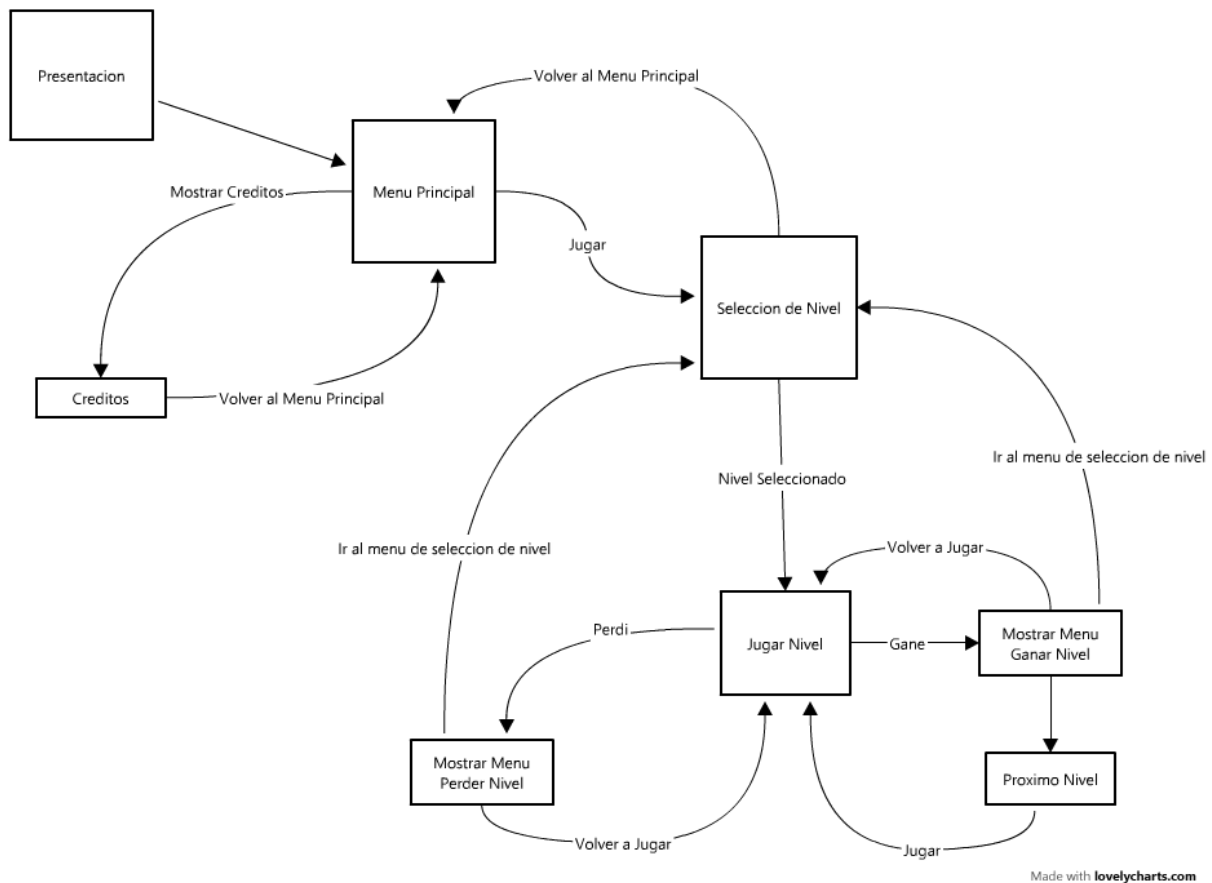 Presentacion
Volver al Menu Principal
Mostrar Creditos
Menu Principal
Jugar
Seleccion de Nivel
Creditos
Volver al Menu Principal
Ir al menu de seleccion de nivel
Nivel Seleccionado
Ir al menu de seleccion de nivel
Volver a Jugar
Perdi
Jugar Nivel
Gane
Mostrar Menu
Ganar Nivel
Mostrar Menu
Perder Nivel
Proximo Nivel
Volver a Jugar
Jugar
Made with lovelycharts.com